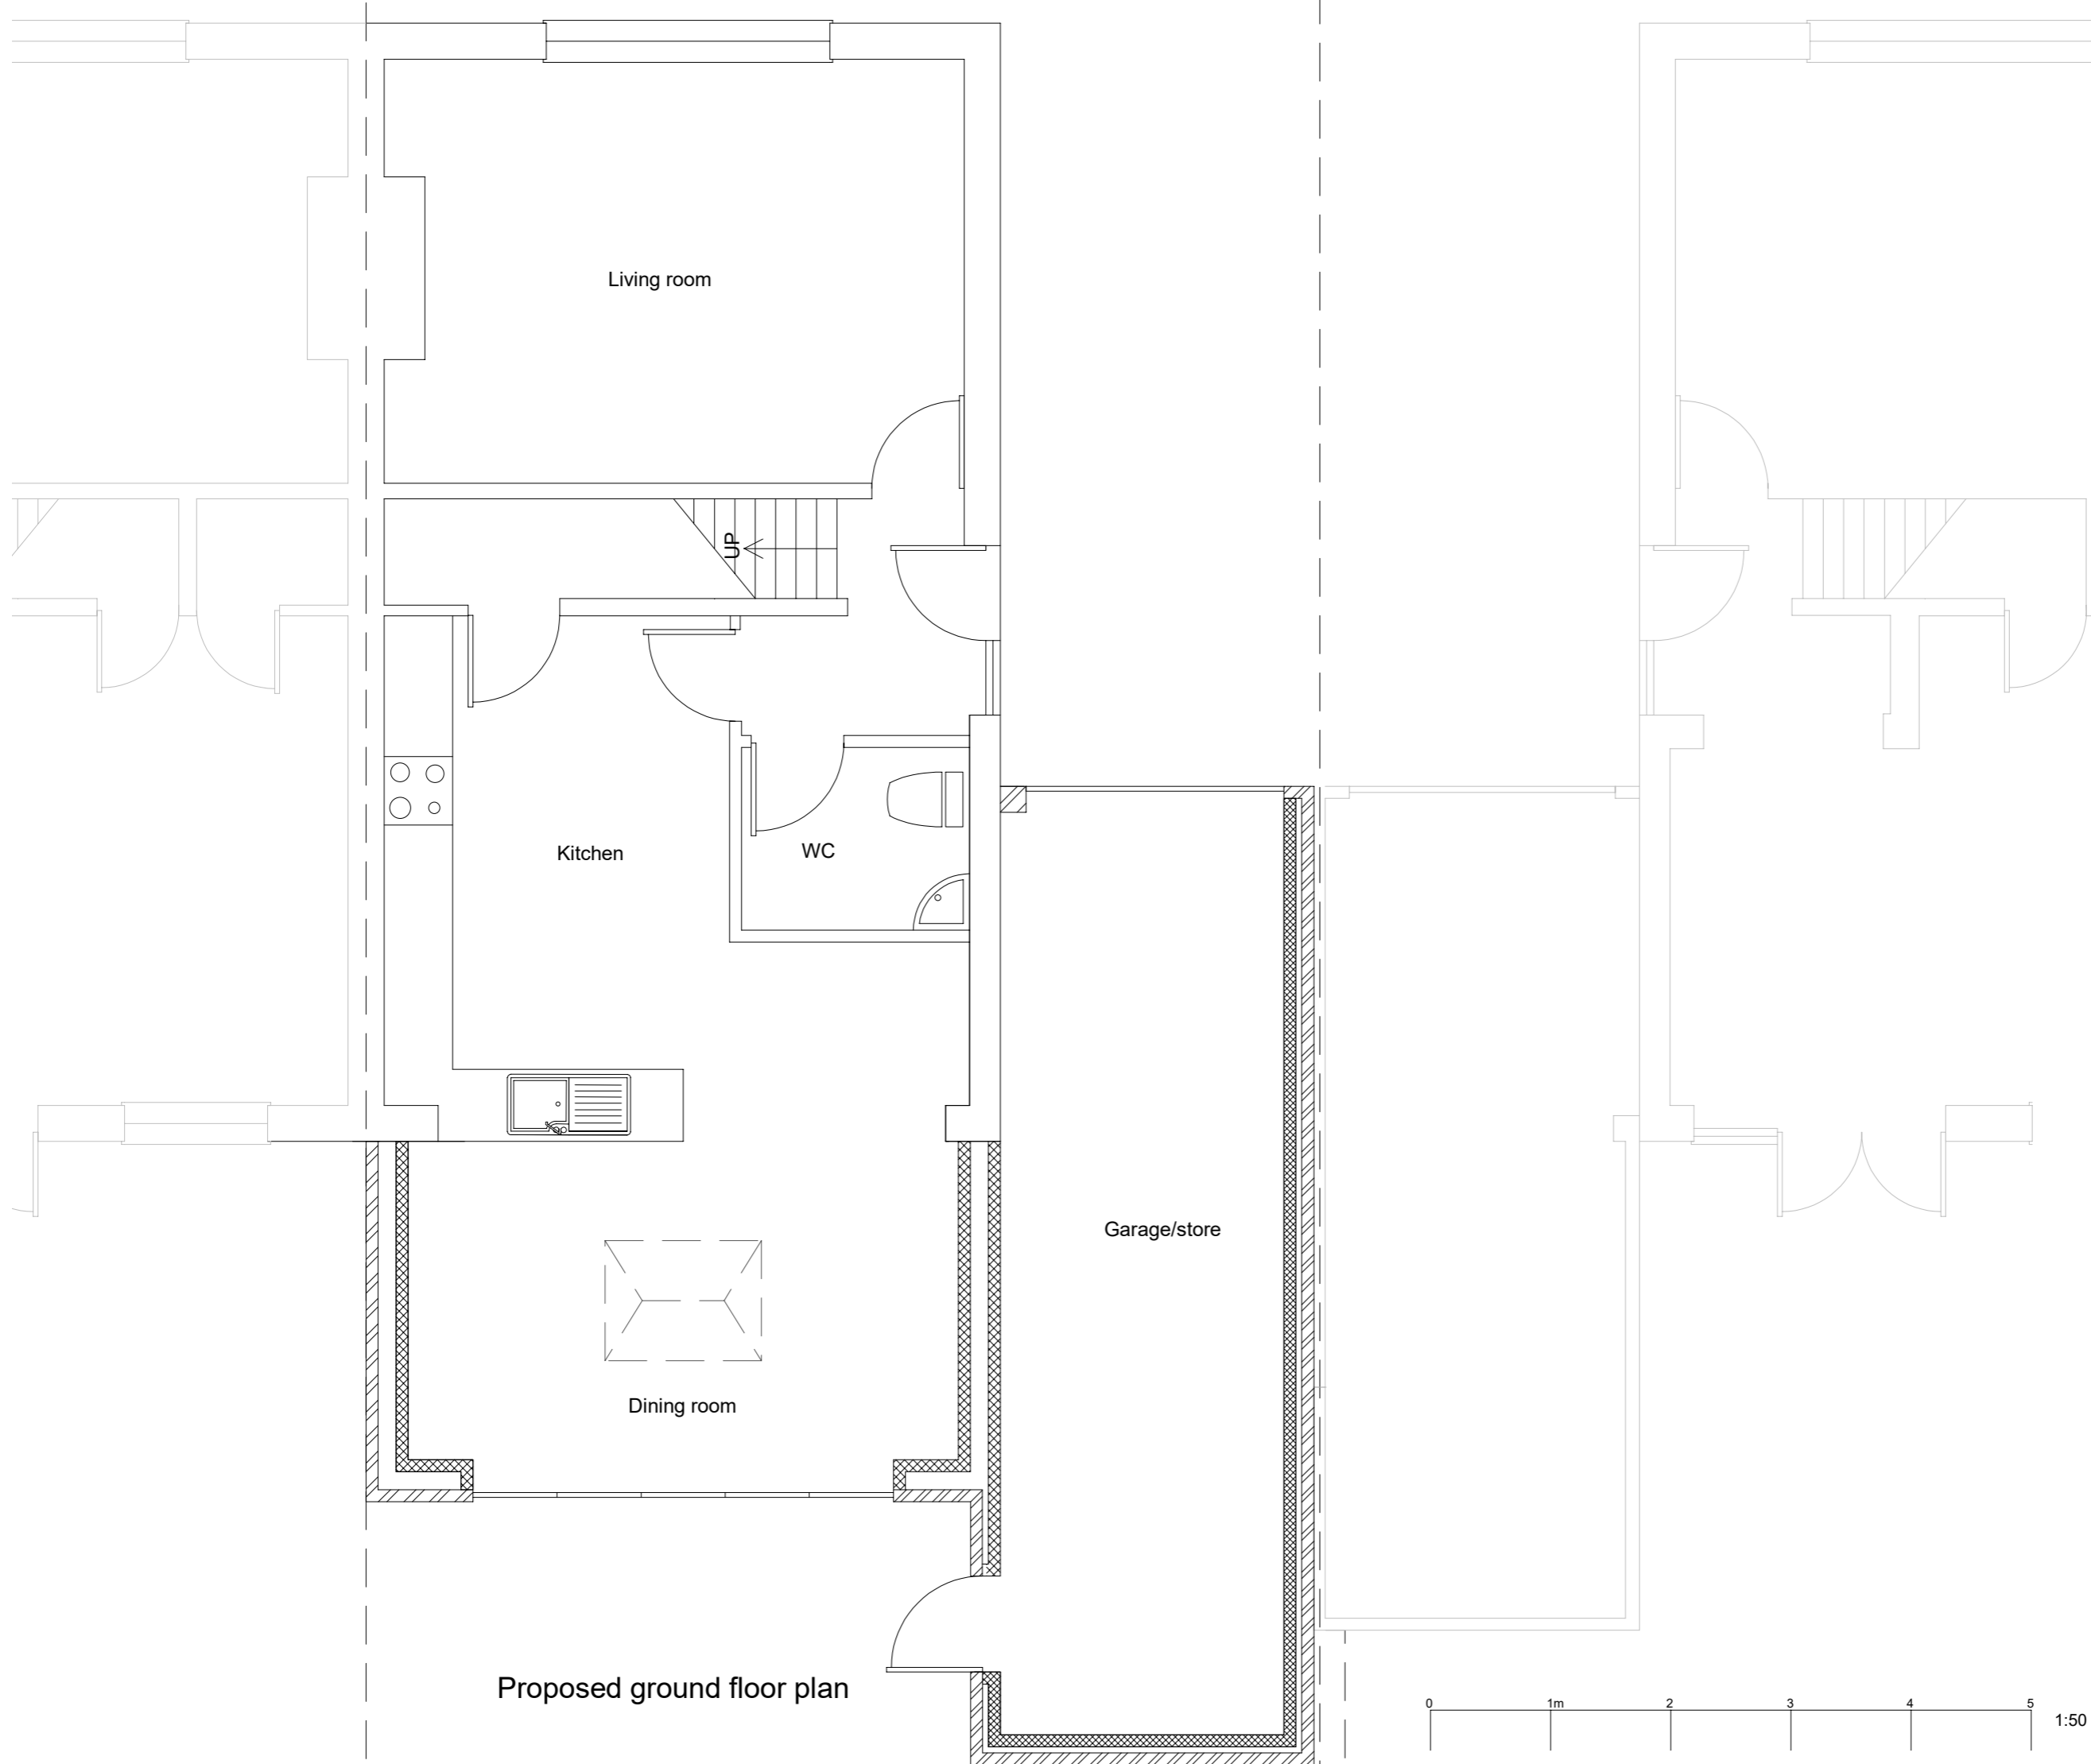 Living room
UP
Kitchen
WC
Garage/store
Dining room
Proposed ground floor plan
0 1m 2 3 4 5
1:50